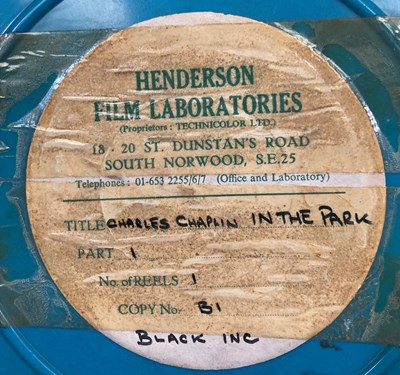 HENDERSON
FILM LABORATORIES
(Proprietors: TECHNICOLOR LTD.)
18 - 20 ST. DUNSTAN'S ROAD
SOUTH NORWOOD, S.E.25
Telephones: 01-653 2255/6/7 (Office and Laboratory)
TITLE CHARLES CHAPLIN IN THE PARK
PART 1
No. of REELS 1
COPY No. B1
BLACK INC